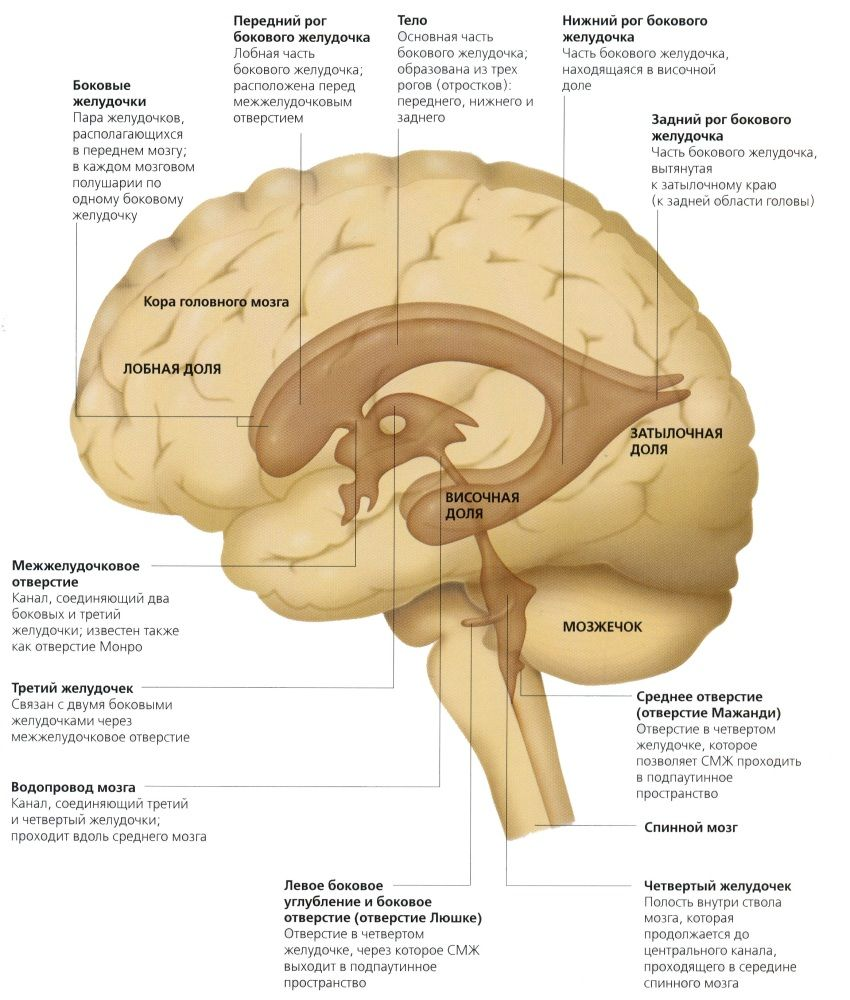 Передний рог
бокового желудочка
Лобная часть
бокового желудочка;
расположена перед
межжелудочковым
отверстием
Тело
Основная часть
бокового желудочка;
образована из трех
рогов (отростков):
переднего, нижнего и
заднего
Нижний рог бокового
желудочка
Часть бокового желудочка,
находящаяся в височной
доле
Боковые
желудочки
Пара желудочков,
располагающихся
в переднем мозгу;
в каждом мозговом
полушарии по
одному боковому
желудочку
Задний рог бокового
желудочка
Часть бокового желудочка,
вытянутая
к затылочному краю
(к задней области головы)
Кора головного мозга
ЛОБНАЯ ДОЛЯ
ЗАТЫЛОЧНАЯ
ДОЛЯ
ВИСОЧНАЯ
ДОЛЯ
МОЗЖЕЧОК
Межжелудочковое
отверстие
Канал, соединяющий два
боковых и третий
желудочки; известен также
как отверстие Монро
Третий желудочек
Связан с двумя боковыми
желудочками через
межжелудочковое отверстие
Среднее отверстие
(отверстие Мажанди)
Отверстие в четвертом
желудочке, которое
позволяет СМЖ проходить
в подпаутинное
пространство
Водопровод мозга
Канал, соединяющий третий
и четвертый желудочки;
проходит вдоль среднего мозга
Спинной мозг
Левое боковое
углубление и боковое
отверстие (отверстие Люшке)
Отверстие в четвертом
желудочке, через которое СМЖ
выходит в подпаутинное
пространство
Четвертый желудочек
Полость внутри ствола
мозга, которая
продолжается до
центрального канала,
проходящего в середине
спинного мозга